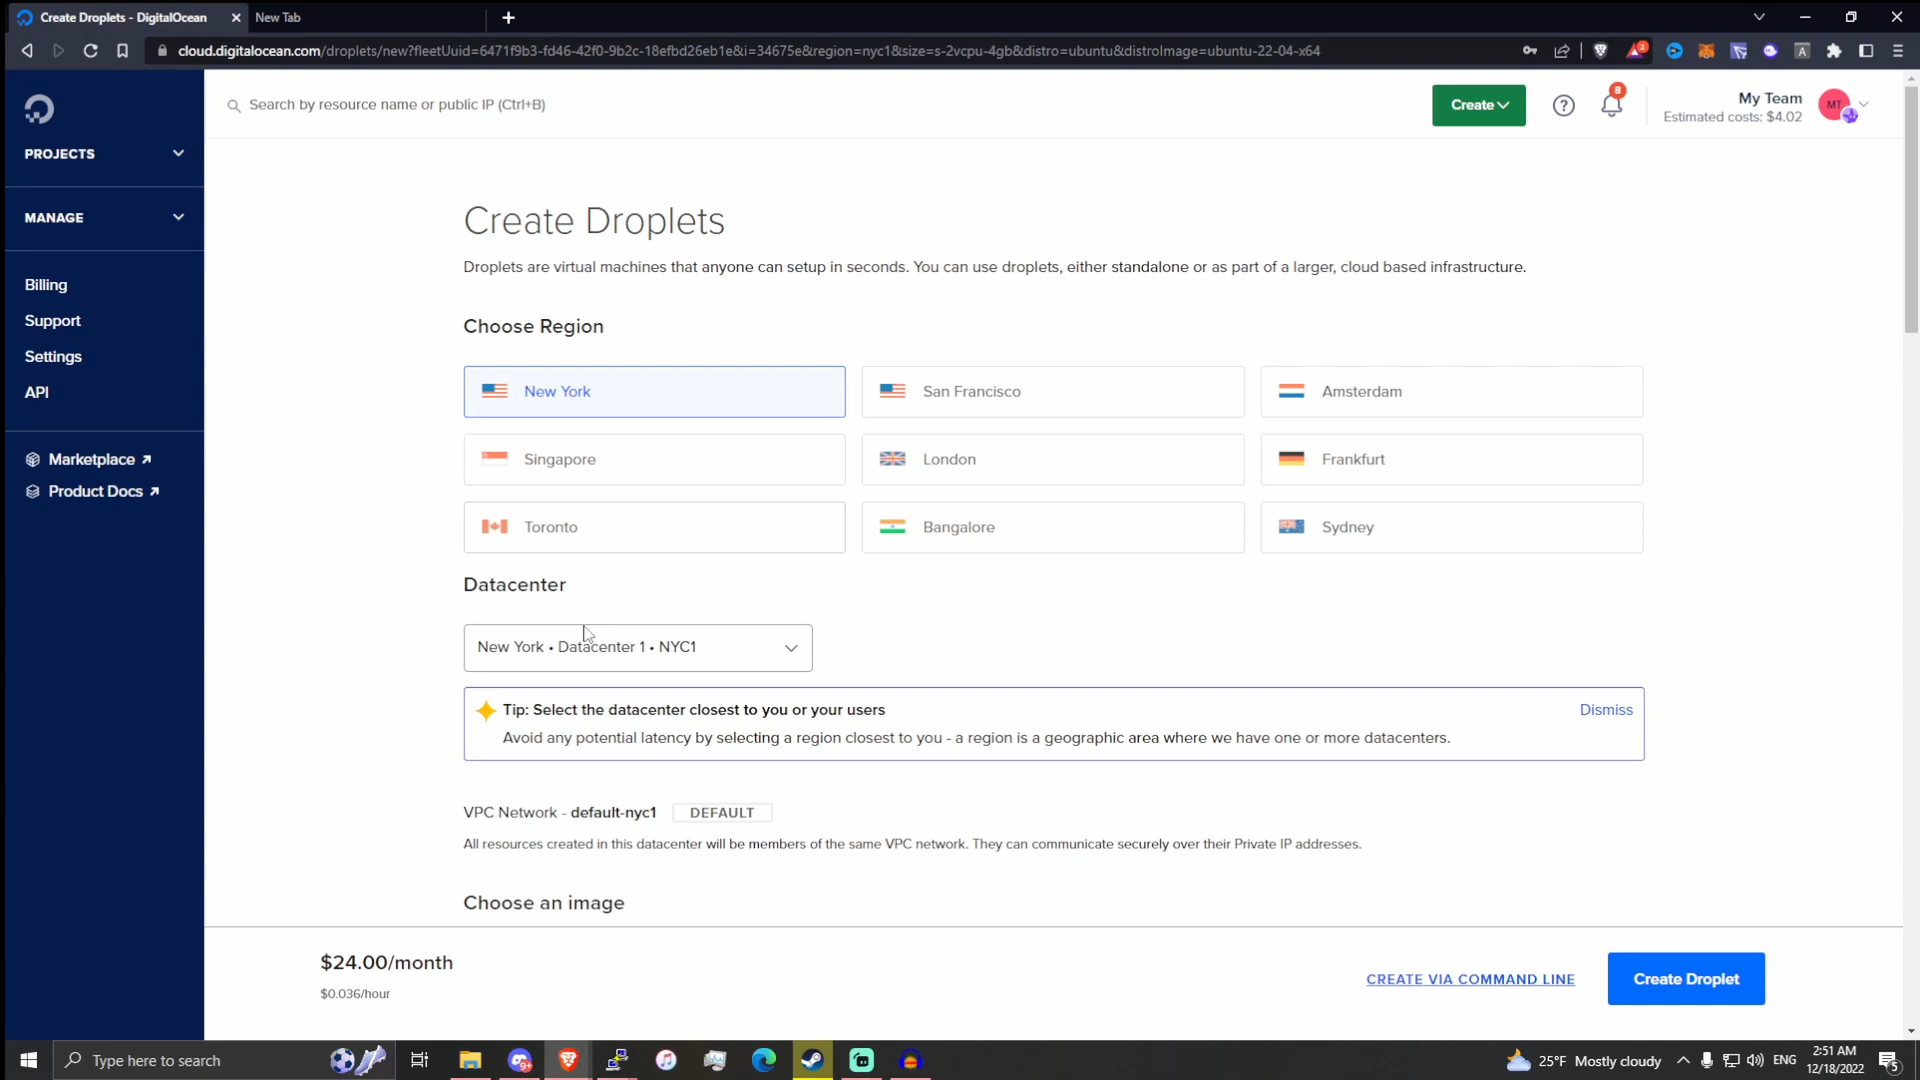 Create Droplets - DigitalOcean
New Tab
cloud.digitalocean.com/droplets/new?fleetUuid=6471f9b3-fd46-42f0-9b2c-18efbd26eb1e&i=34675e&region=nyc1&size=s-2vcpu-4gb&distro=ubuntu&distroImage=ubuntu-22-04-x64
Search by resource name or public IP (Ctrl+B)
Create
8
My Team
Estimated costs: $4.02
MT
PROJECTS
MANAGE
Billing
Support
Settings
API
Marketplace
Product Docs
Create Droplets
Droplets are virtual machines that anyone can setup in seconds. You can use droplets, either standalone or as part of a larger, cloud based infrastructure.
Choose Region
New York
San Francisco
Amsterdam
Singapore
London
Frankfurt
Toronto
Bangalore
Sydney
Datacenter
New York • Datacenter 1 • NYC1
Tip: Select the datacenter closest to you or your users
Dismiss
Avoid any potential latency by selecting a region closest to you - a region is a geographic area where we have one or more datacenters.
VPC Network - default-nyc1 DEFAULT
All resources created in this datacenter will be members of the same VPC network. They can communicate securely over their Private IP addresses.
Choose an image
$24.00/month
$0.036/hour
CREATE VIA COMMAND LINE
Create Droplet
Type here to search
25°F Mostly cloudy
ENG
2:51 AM
12/18/2022
5